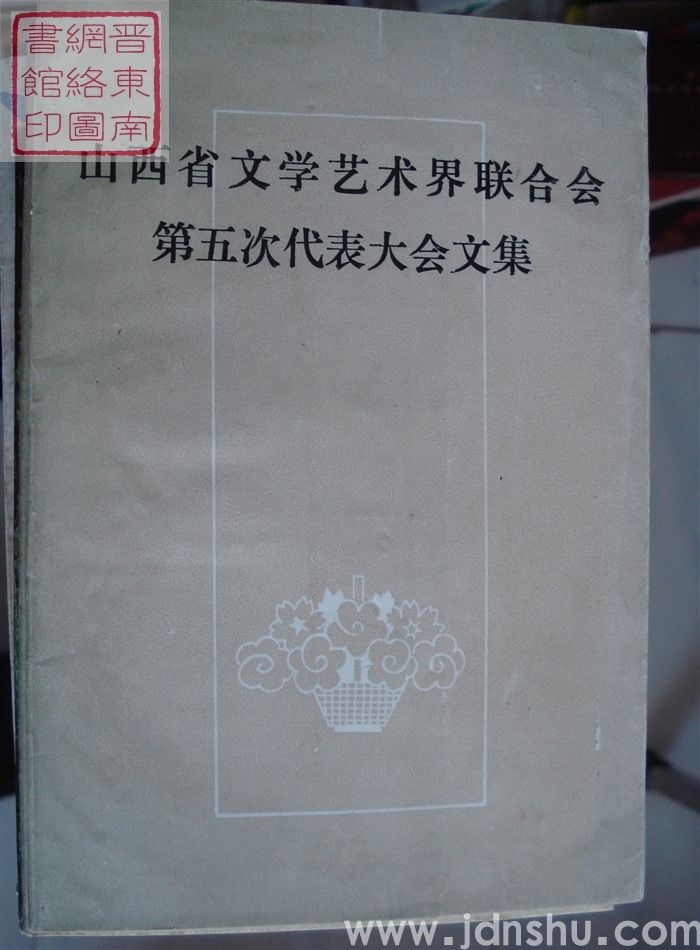 晋東南
網絡圖
書館印
山西省文学艺术界联合会
第五次代表大会文集
www.jdnshu.com